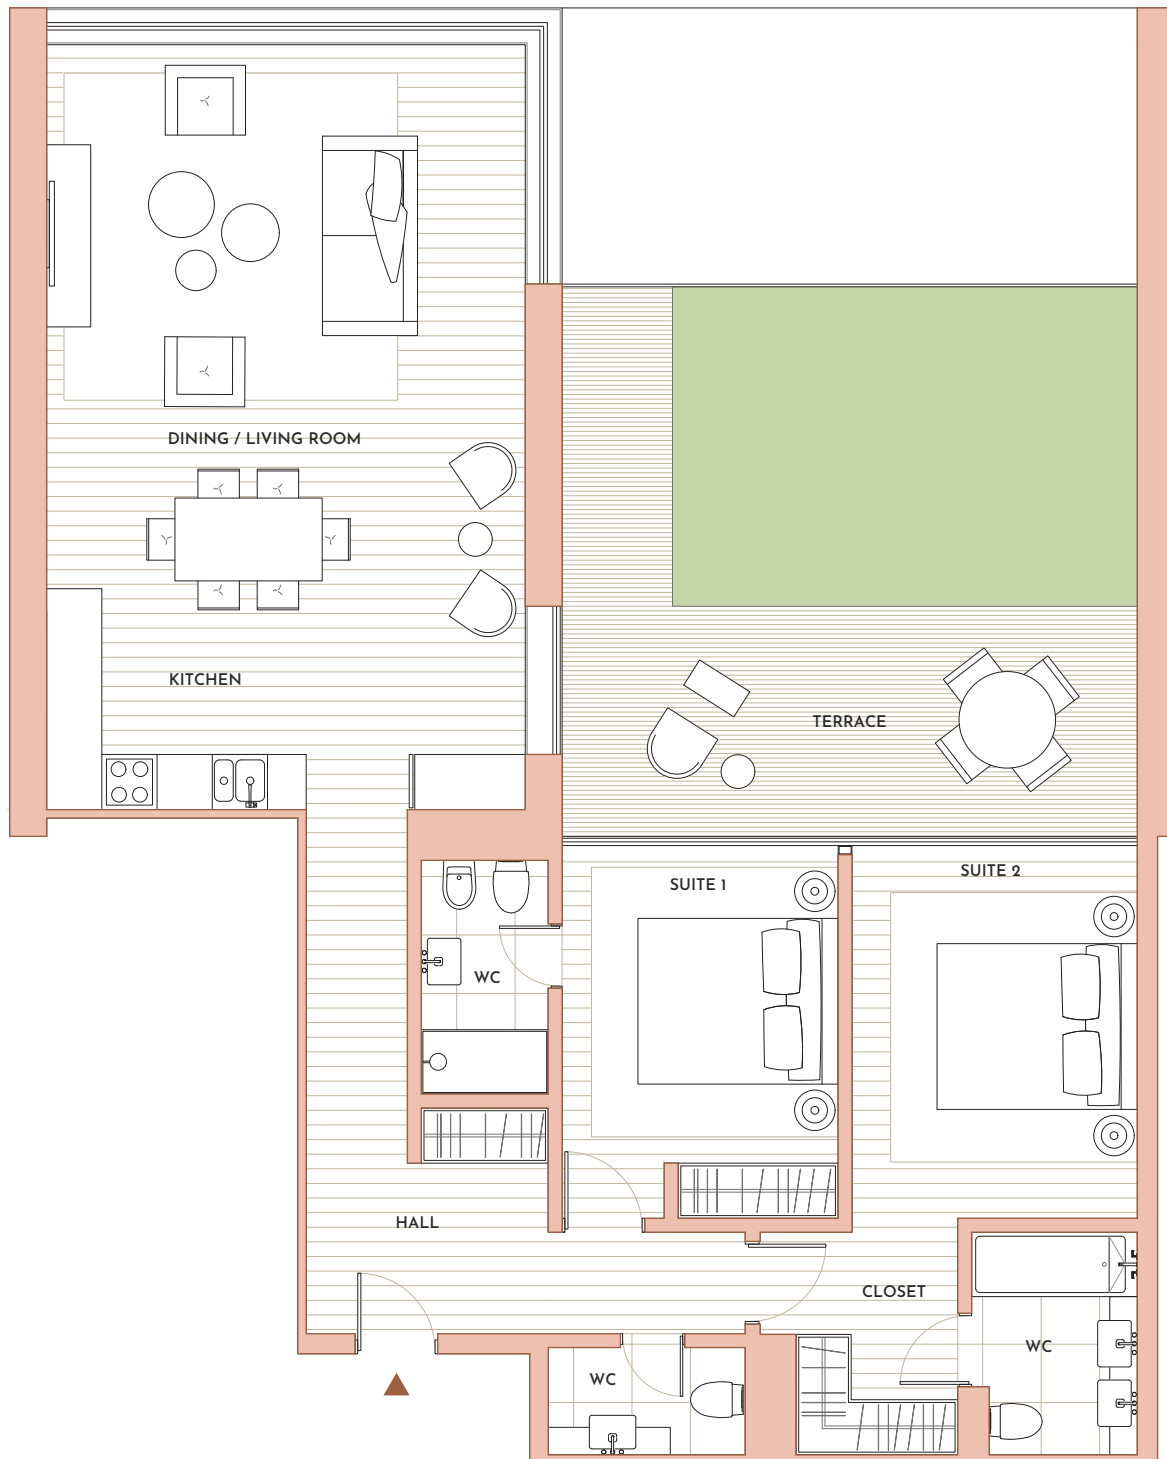 DINING / LIVING ROOM
KITCHEN
TERRACE
SUITE 1
SUITE 2
WC
HALL
CLOSET
WC
WC